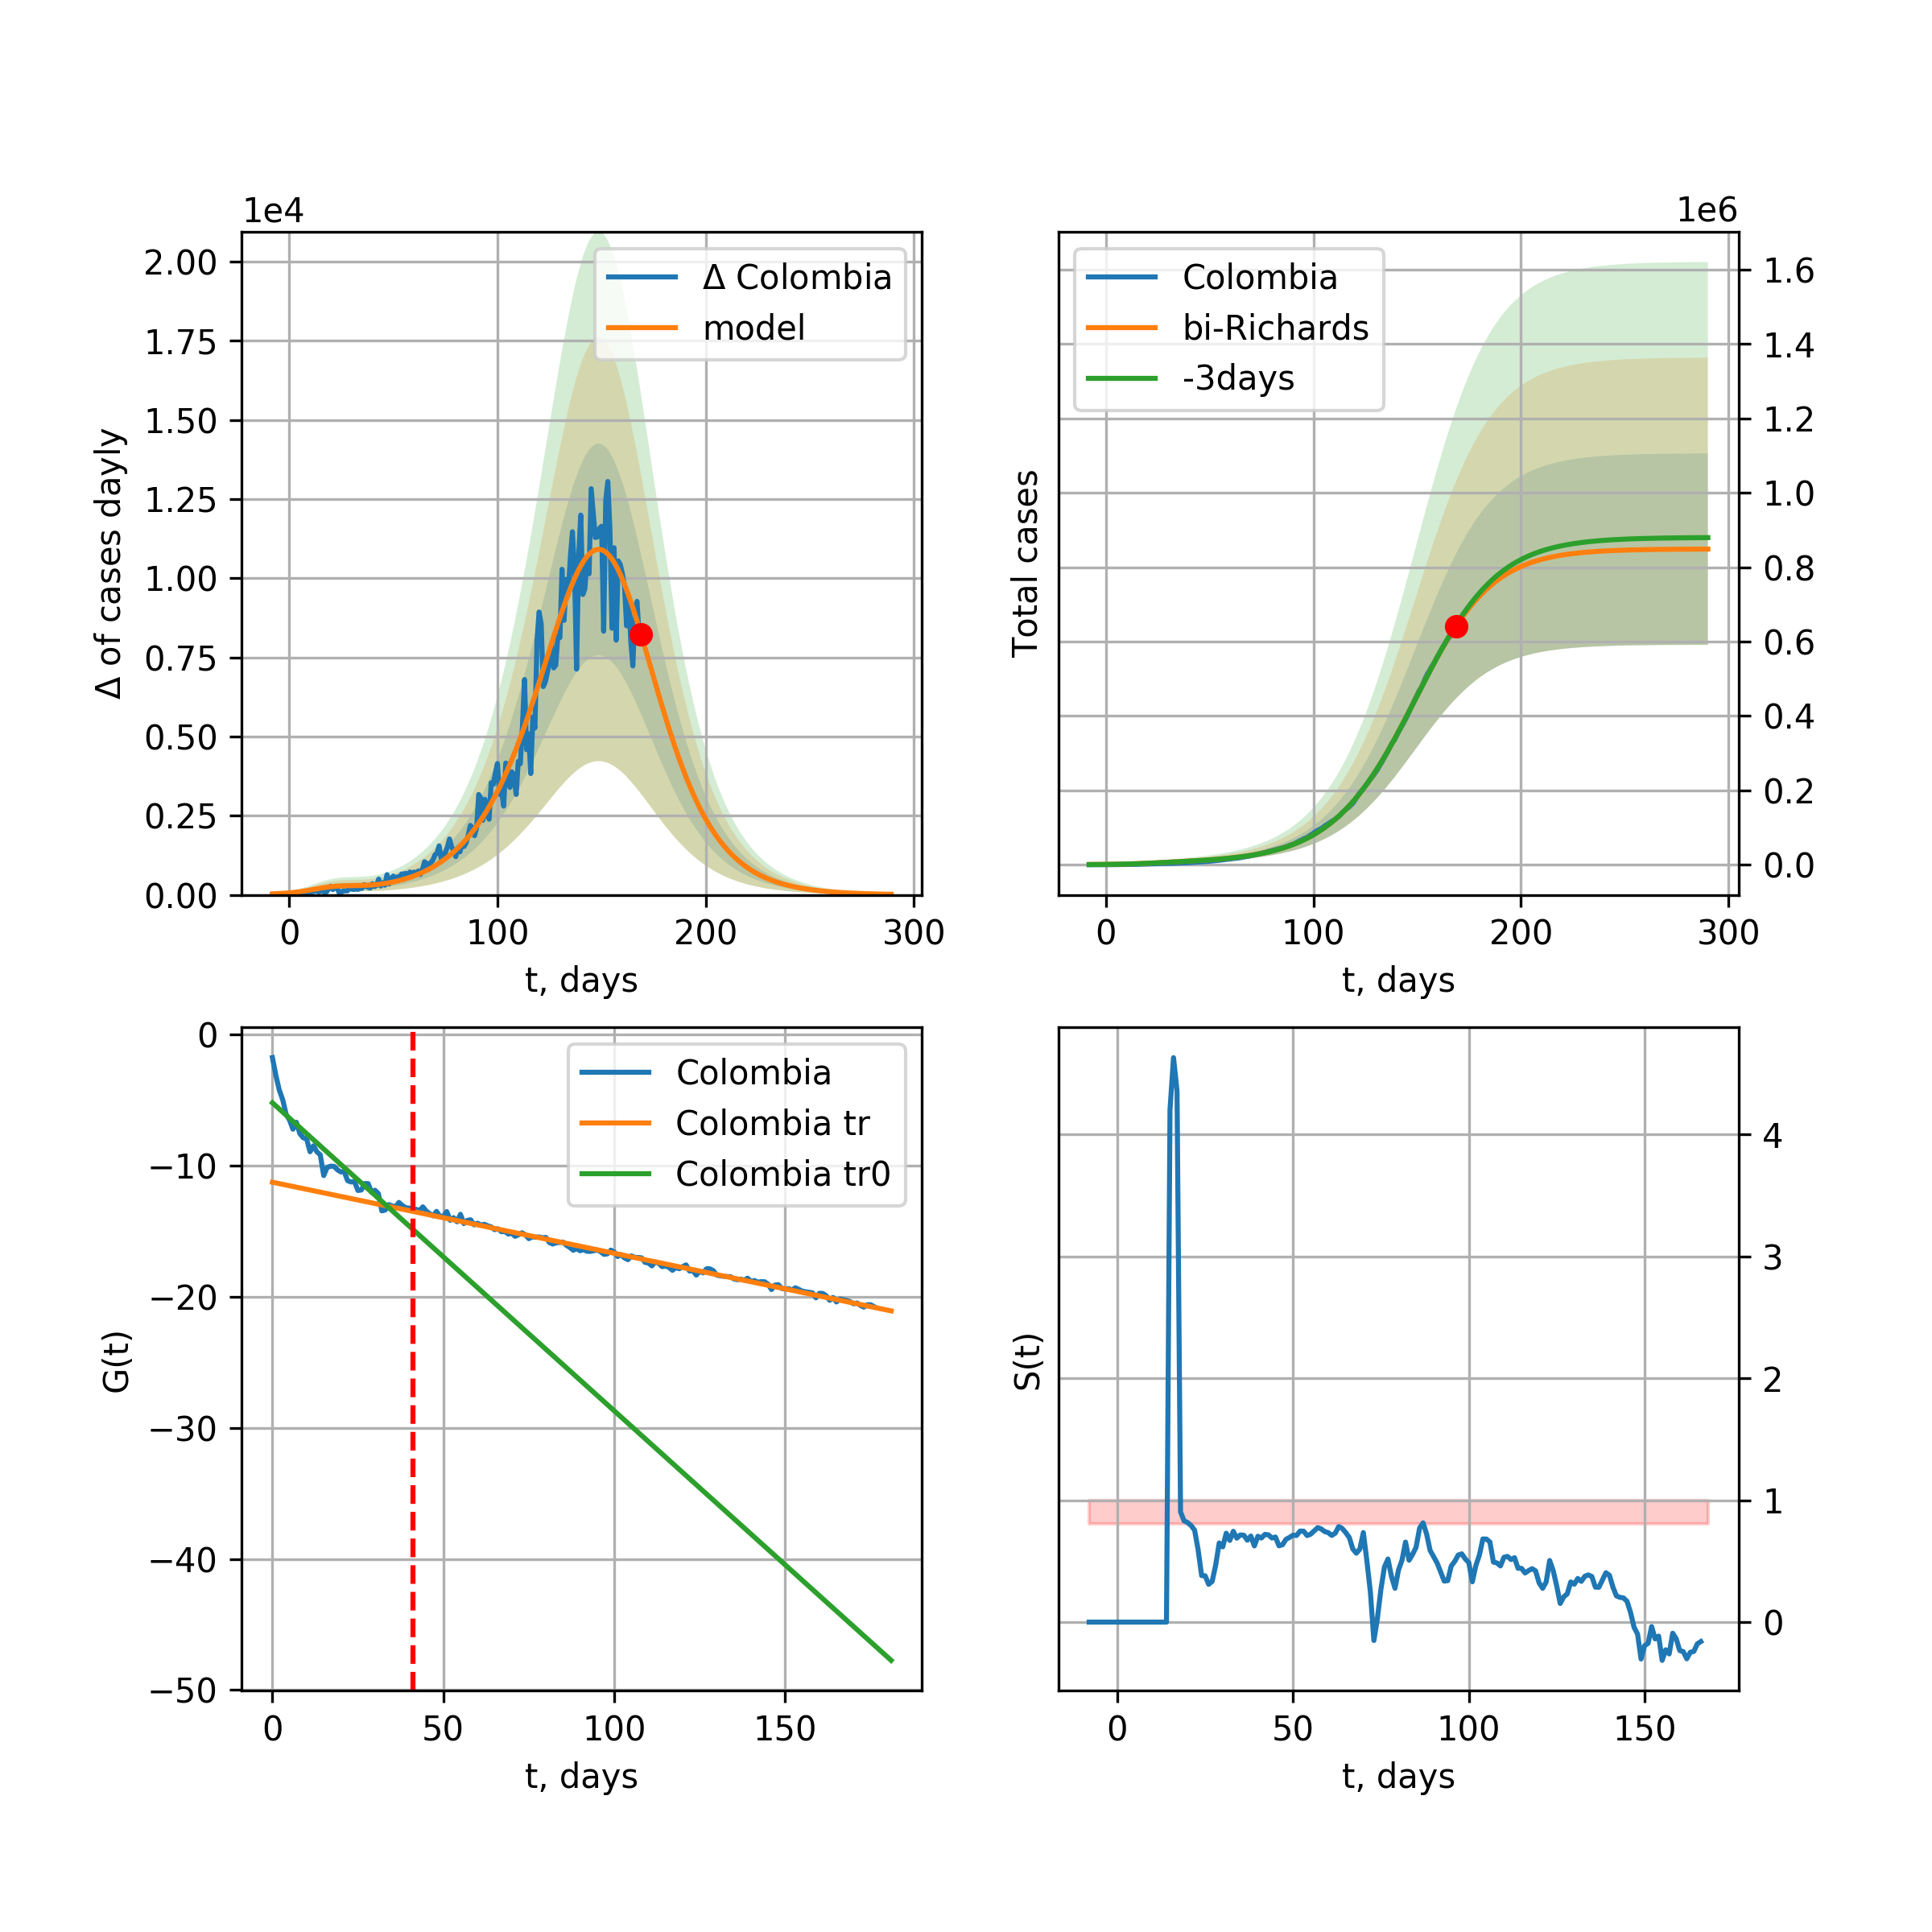 1e4
2.00
1.75
1.50
1.25
1.00
0.75
0.50
0.25
0.00
Δ of cases dayly
Δ Colombia
model
0 100 200 300
t, days
1e6
Colombia
bi-Richards
-3days
Total cases
1.6
1.4
1.2
1.0
0.8
0.6
0.4
0.2
0.0
0 100 200 300
t, days
0
−10
−20
−30
−40
−50
G(t)
Colombia
Colombia tr
Colombia tr0
0 50 100 150
t, days
S(t)
4
3
2
1
0
0 50 100 150
t, days